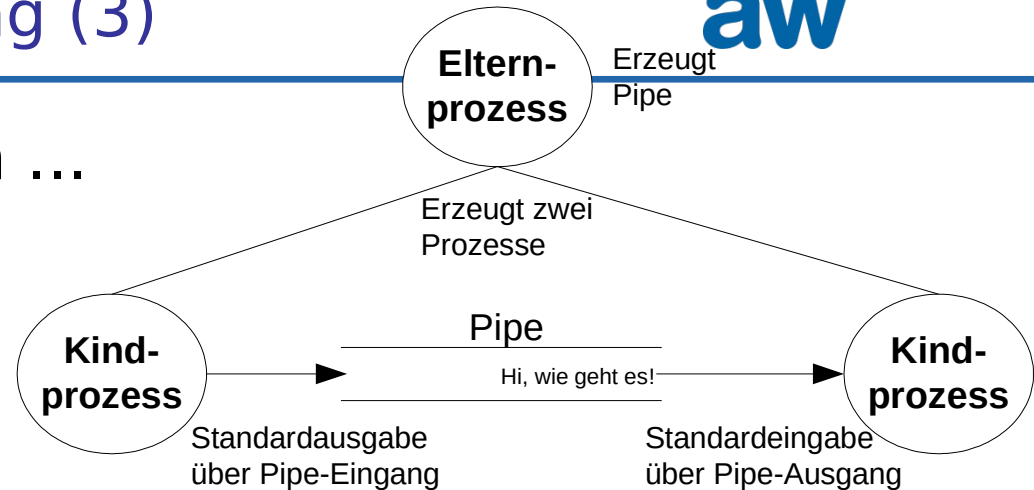 (3)
aw
Eltern-
prozess
Erzeugt
Pipe
...
Erzeugt zwei
Prozesse
Pipe
Kind-
prozess
Hi, wie geht es!
Kind-
prozess
Standardausgabe
über Pipe-Eingang
Standardeingabe
über Pipe-Ausgang